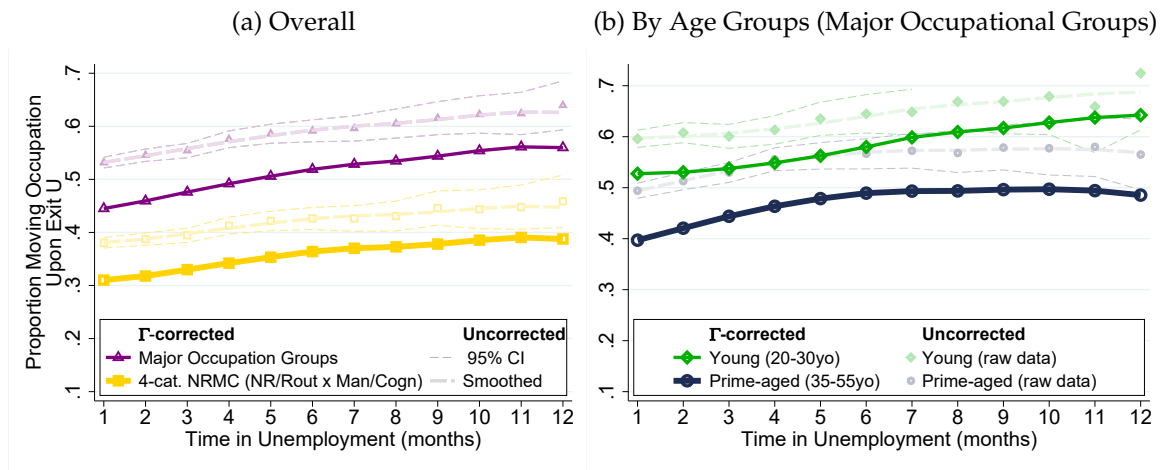 (a) Overall
Proportion Moving Occupation
Upon Exit U
.7
.6
.5
.4
.3
.2
.1
Γ-corrected Uncorrected
Major Occupation Groups 95% CI
4-cat. NRMC (NR/Rout x Man/Cogn) Smoothed
1 2 3 4 5 6 7 8 9 10 11 12
Time in Unemployment (months)
(b) By Age Groups (Major Occupational Groups)
.7
.6
.5
.4
.3
.2
.1
Γ-corrected Uncorrected
Young (20-30yo) Young (raw data)
Prime-aged (35-55yo) Prime-aged (raw data)
1 2 3 4 5 6 7 8 9 10 11 12
Time in Unemployment (months)